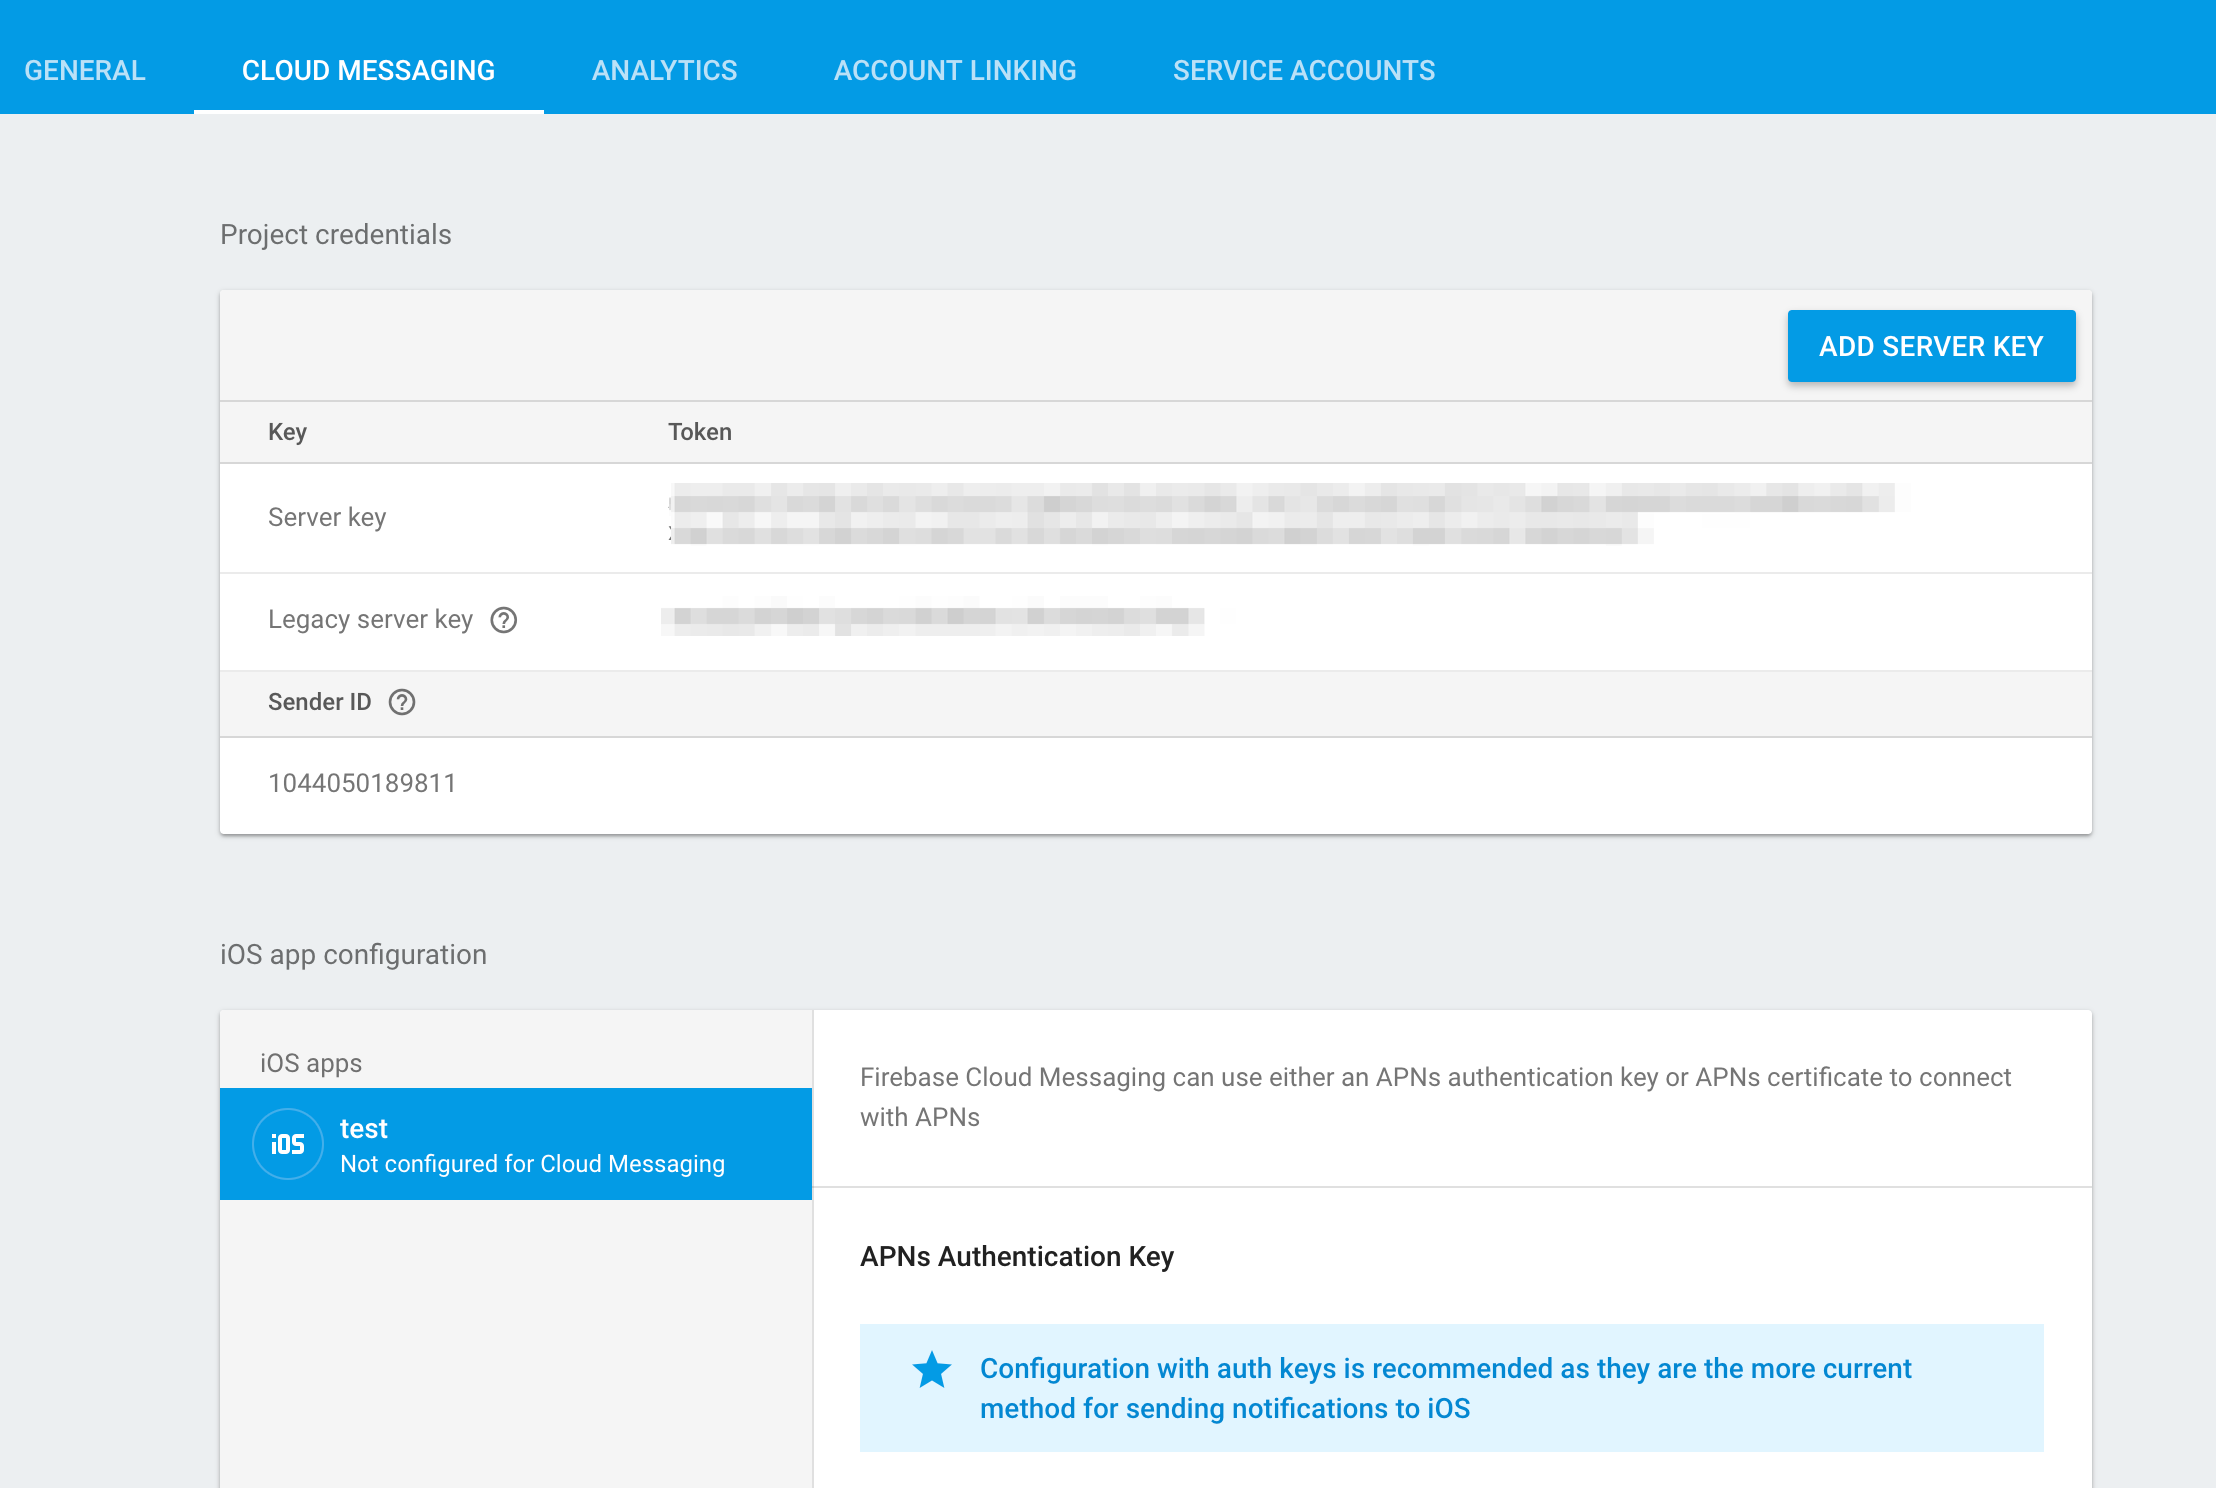 GENERAL CLOUD MESSAGING ANALYTICS ACCOUNT LINKING SERVICE ACCOUNTS
Project credentials
ADD SERVER KEY
Key Token
Server key
Legacy server key ?
Sender ID ?
1044050189811
iOS app configuration
iOS apps
iOS
test
Not configured for Cloud Messaging
Firebase Cloud Messaging can use either an APNs authentication key or APNs certificate to connect
with APNs
APNs Authentication Key
Configuration with auth keys is recommended as they are the more current
method for sending notifications to iOS